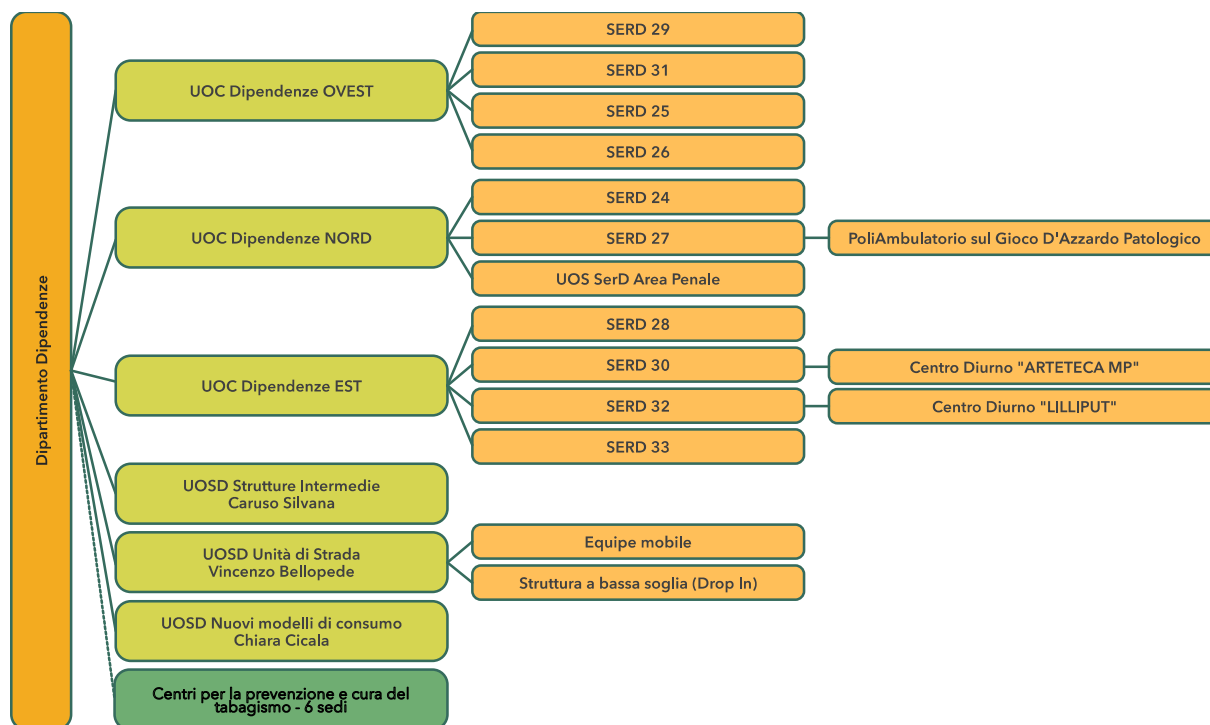 Dipartimento Dipendenze
UOC Dipendenze OVEST
SERD 29
SERD 31
SERD 25
SERD 26
UOC Dipendenze NORD
SERD 24
SERD 27
PoliAmbulatorio sul Gioco D'Azzardo Patologico
UOS SerD Area Penale
UOC Dipendenze EST
SERD 28
SERD 30
Centro Diurno "ARTETECA MP"
SERD 32
Centro Diurno "LILLIPUT"
SERD 33
UOSD Strutture Intermedie
Caruso Silvana
UOSD Unità di Strada
Vincenzo Bellopede
Equipe mobile
Struttura a bassa soglia (Drop In)
UOSD Nuovi modelli di consumo
Chiara Cicala
Centri per la prevenzione e cura del
tabagismo - 6 sedi